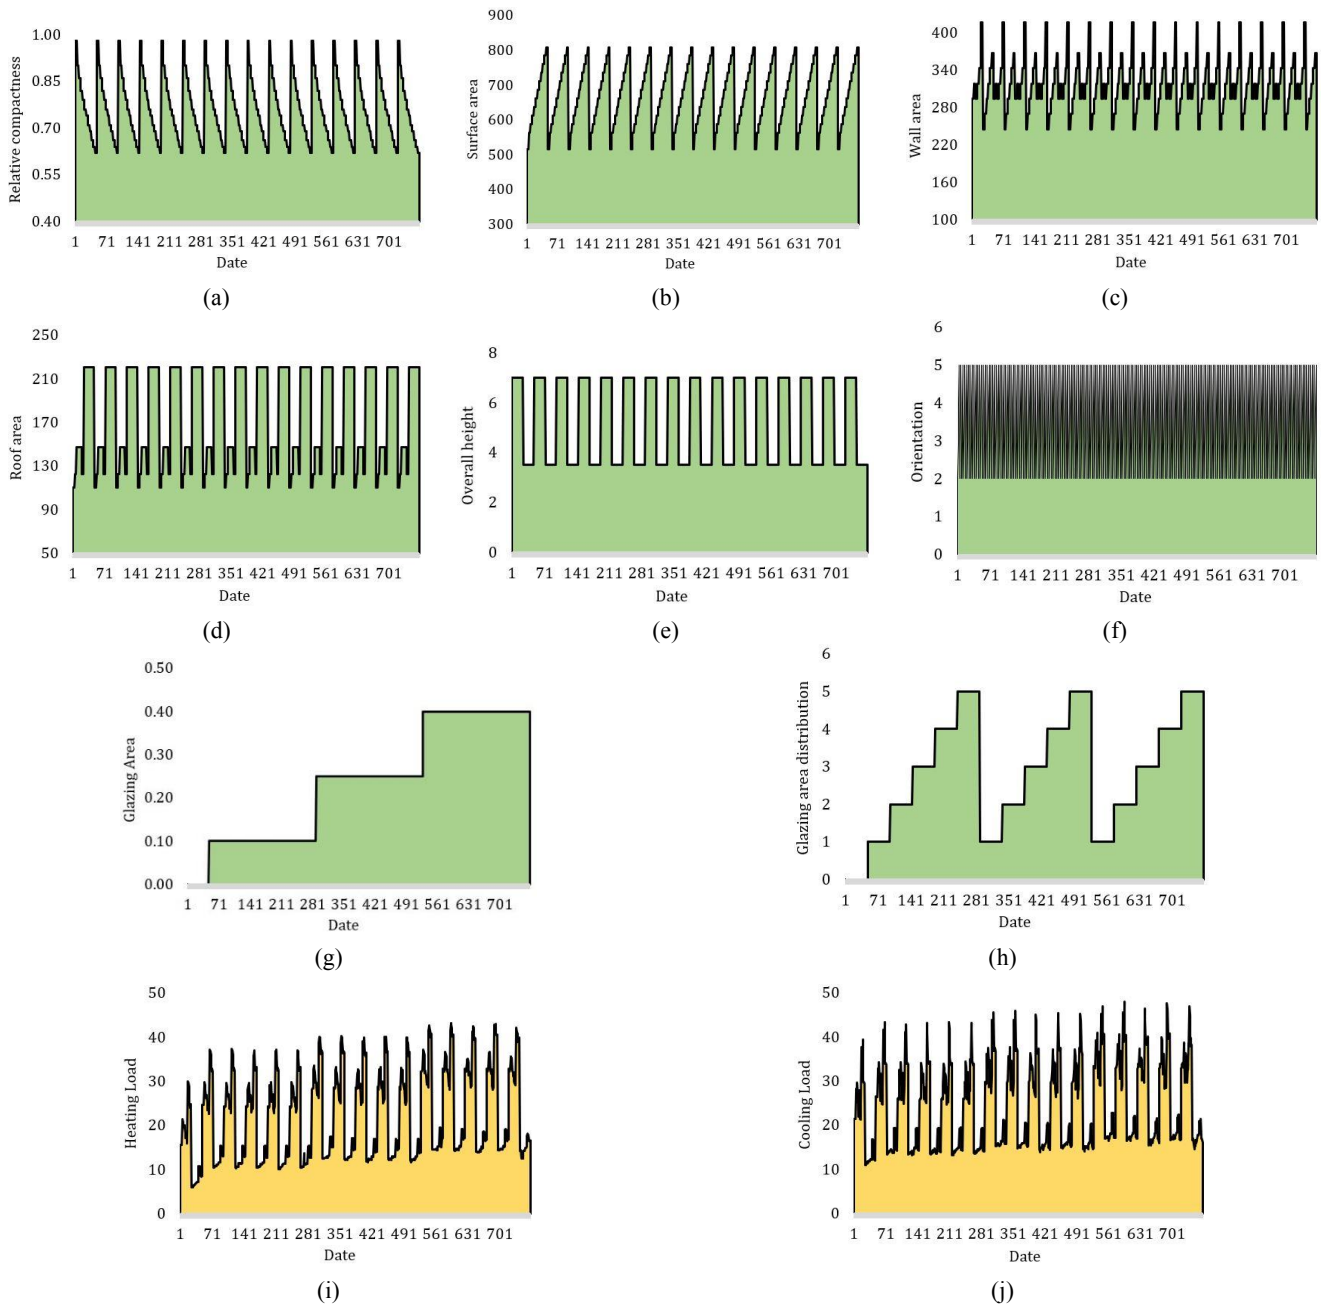 1.00
0.85
0.70
0.55
0.40
Relative compactness
1 71 141 211 281 351 421 491 561 631 701
Date
(a)
900
800
700
600
500
400
300
Surface area
1 71 141 211 281 351 421 491 561 631 701
Date
(b)
400
340
280
220
160
100
Wall area
1 71 141 211 281 351 421 491 561 631 701
Date
(c)
250
210
170
130
90
50
Roof area
1 71 141 211 281 351 421 491 561 631 701
Date
(d)
8
6
4
2
0
Overall height
1 71 141 211 281 351 421 491 561 631 701
Date
(e)
6
5
4
3
2
1
0
Orientation
1 71 141 211 281 351 421 491 561 631 701
Date
(f)
0.50
0.40
0.30
0.20
0.10
0.00
Glazing Area
1 71 141 211 281 351 421 491 561 631 701
Date
(g)
6
5
4
3
2
1
0
Glazing area distribution
1 71 141 211 281 351 421 491 561 631 701
Date
(h)
50
40
30
20
10
0
Heating Load
1 71 141 211 281 351 421 491 561 631 701
Date
(i)
50
40
30
20
10
0
Cooling Load
1 71 141 211 281 351 421 491 561 631 701
Date
(j)